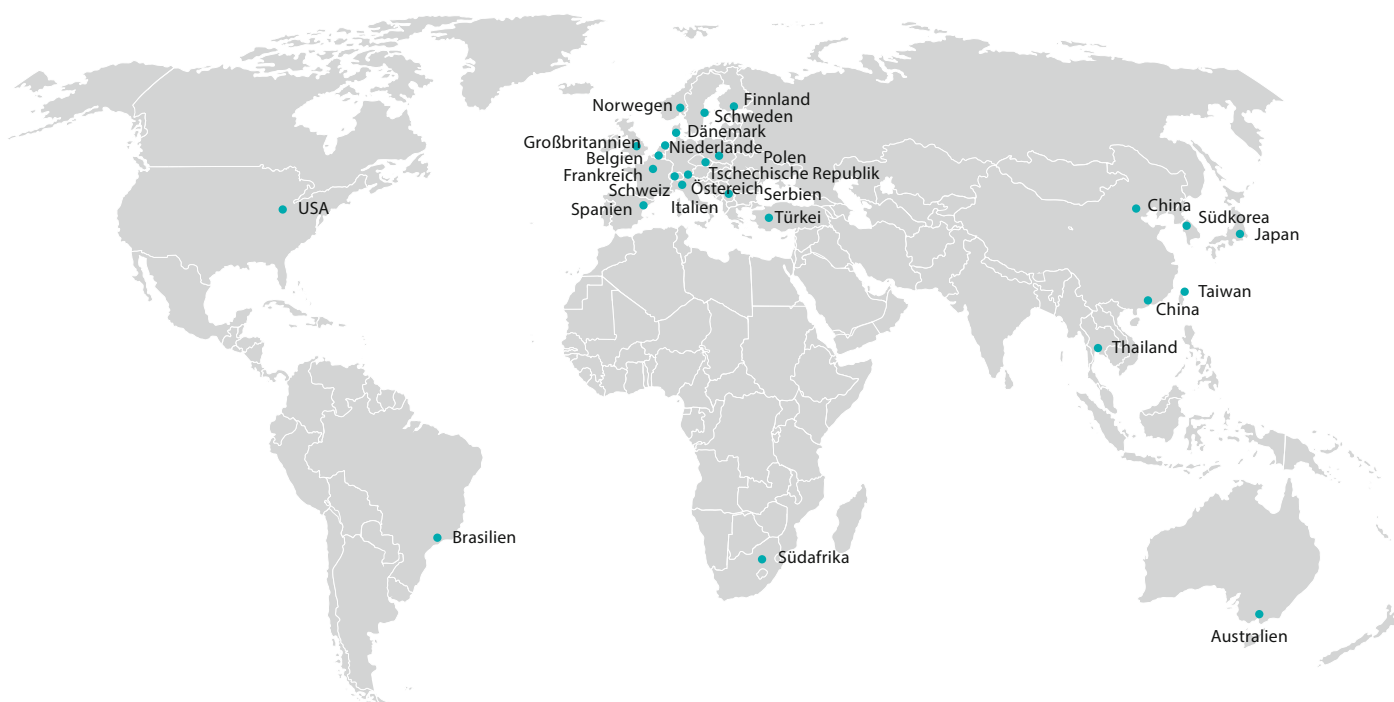 Norwegen
Finnland
Schweden
Dänemark
Großbritannien
Niederlande
Belgien
Polen
Frankreich
Tschechische Republik
Schweiz
Östereich
Serbien
Spanien
Italien
Türkei
USA
China
Südkorea
Japan
Taiwan
China
Thailand
Brasilien
Südafrika
Australien